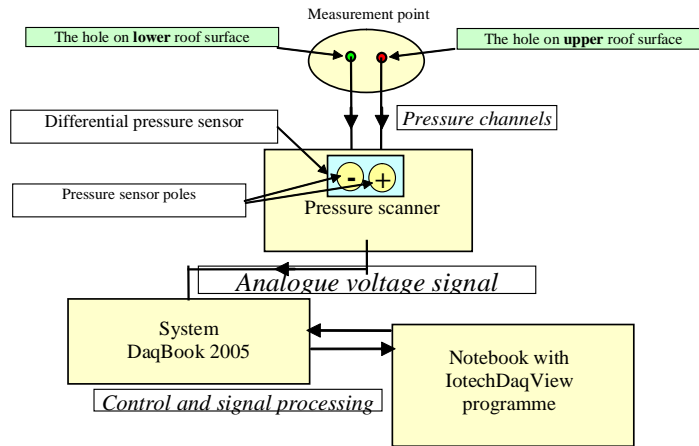 Measurement point
The hole on lower roof surface
The hole on upper roof surface
Pressure channels
Differential pressure sensor
Pressure sensor poles
- +
Pressure scanner
Analogue voltage signal
System
DaqBook 2005
Notebook with
IotechDaqView
programme
Control and signal processing